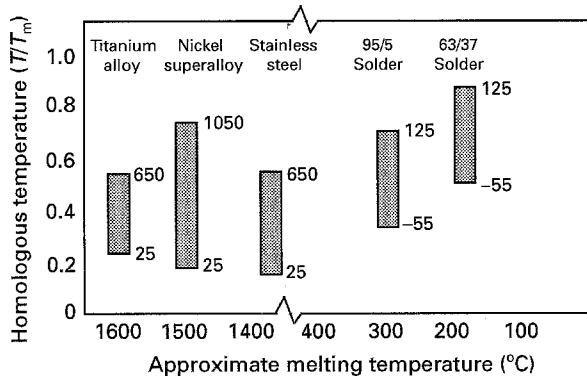 Homologous temperature (T/Tm)
1.0
0.8
0.6
0.4
0.2
0
Titanium alloy
Nickel superalloy
Stainless steel
95/5 Solder
63/37 Solder
650
25
1050
25
650
25
125
–55
125
–55
1600 1500 1400 400 300 200 100
Approximate melting temperature (°C)